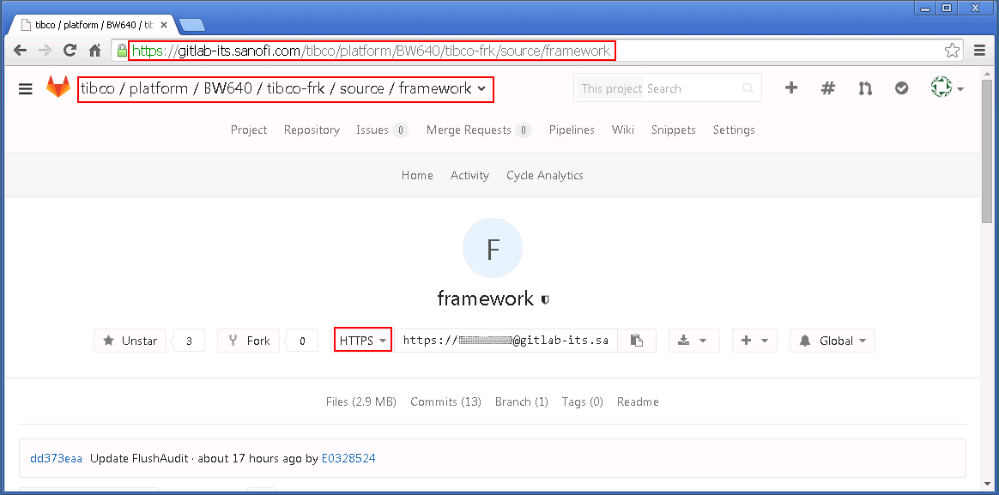 tibco / platform / BW640 / tib
https://gitlab-its.sanofi.com/tibco/platform/BW640/tibco-frk/source/framework
tibco / platform / BW640 / tibco-frk / source / framework
This project Search
Project Repository Issues 0 Merge Requests 0 Pipelines Wiki Snippets Settings
Home Activity Cycle Analytics
F
framework
Unstar 3 Fork 0 HTTPS https:// @gitlab-its.sa Global
Files (2.9 MB) Commits (13) Branch (1) Tags (0) Readme
dd373eaa Update FlushAudit · about 17 hours ago by E0328524